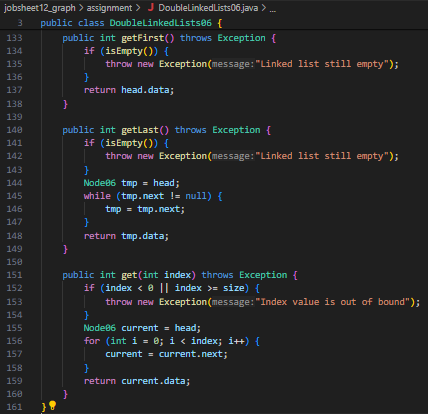 jobsheet12_graph > assignment > J DoubleLinkedLists06.java > ...
3 public class DoubleLinkedLists06 {
133 public int getFirst() throws Exception {
134 if (isEmpty()) {
135 throw new Exception(message:"Linked list still empty");
136 }
137 return head.data;
138 }
139
140 public int getLast() throws Exception {
141 if (isEmpty()) {
142 throw new Exception(message:"Linked list still empty");
143 }
144 Node06 tmp = head;
145 while (tmp.next != null) {
146 tmp = tmp.next;
147 }
148 return tmp.data;
149 }
150
151 public int get(int index) throws Exception {
152 if (index < 0 || index >= size) {
153 throw new Exception(message:"Index value is out of bound");
154 }
155 Node06 current = head;
156 for (int i = 0; i < index; i++) {
157 current = current.next;
158 }
159 return current.data;
160 }
161 }